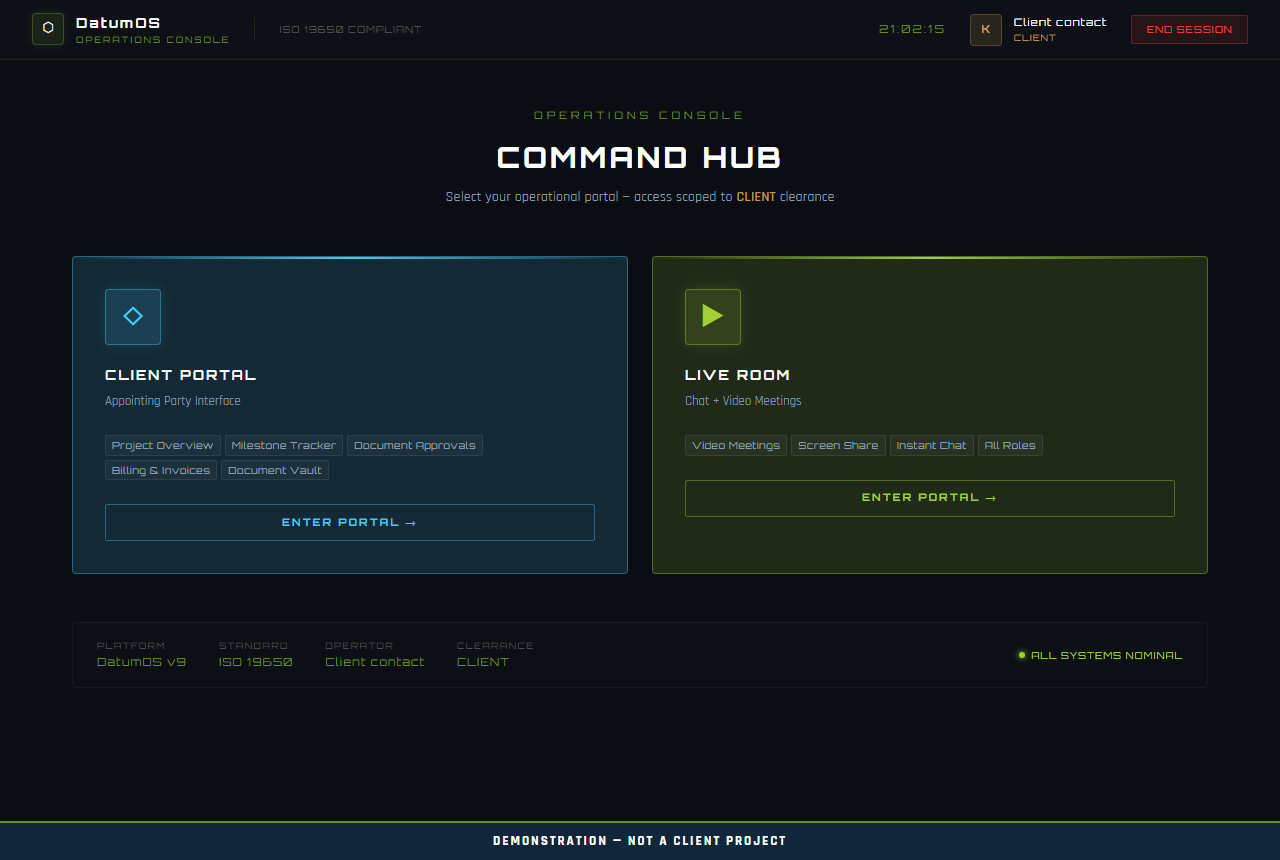 DatumOS
OPERATIONS CONSOLE
ISO 19650 COMPLIANT
21:02:15
K
Client contact
CLIENT
END SESSION
OPERATIONS CONSOLE
COMMAND HUB
Select your operational portal — access scoped to CLIENT clearance
CLIENT PORTAL
Appointing Party Interface
Project Overview
Milestone Tracker
Document Approvals
Billing & Invoices
Document Vault
ENTER PORTAL →
LIVE ROOM
Chat + Video Meetings
Video Meetings
Screen Share
Instant Chat
All Roles
ENTER PORTAL →
PLATFORM
DatumOS v9
STANDARD
ISO 19650
OPERATOR
Client contact
CLEARANCE
CLIENT
ALL SYSTEMS NOMINAL
DEMONSTRATION — NOT A CLIENT PROJECT